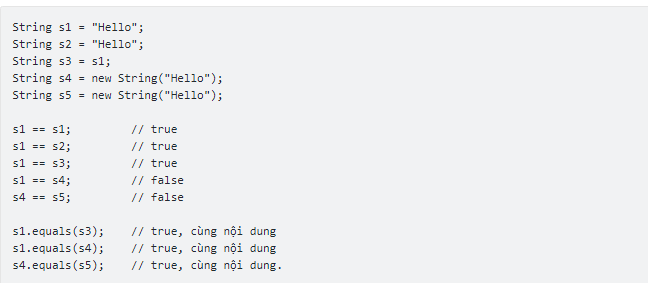 String s1 = "Hello";
String s2 = "Hello";
String s3 = s1;
String s4 = new String("Hello");
String s5 = new String("Hello");

s1 == s1;         // true
s1 == s2;         // true
s1 == s3;         // true
s1 == s4;         // false
s4 == s5;         // false

s1.equals(s3);    // true, cùng nội dung
s1.equals(s4);    // true, cùng nội dung
s4.equals(s5);    // true, cùng nội dung.